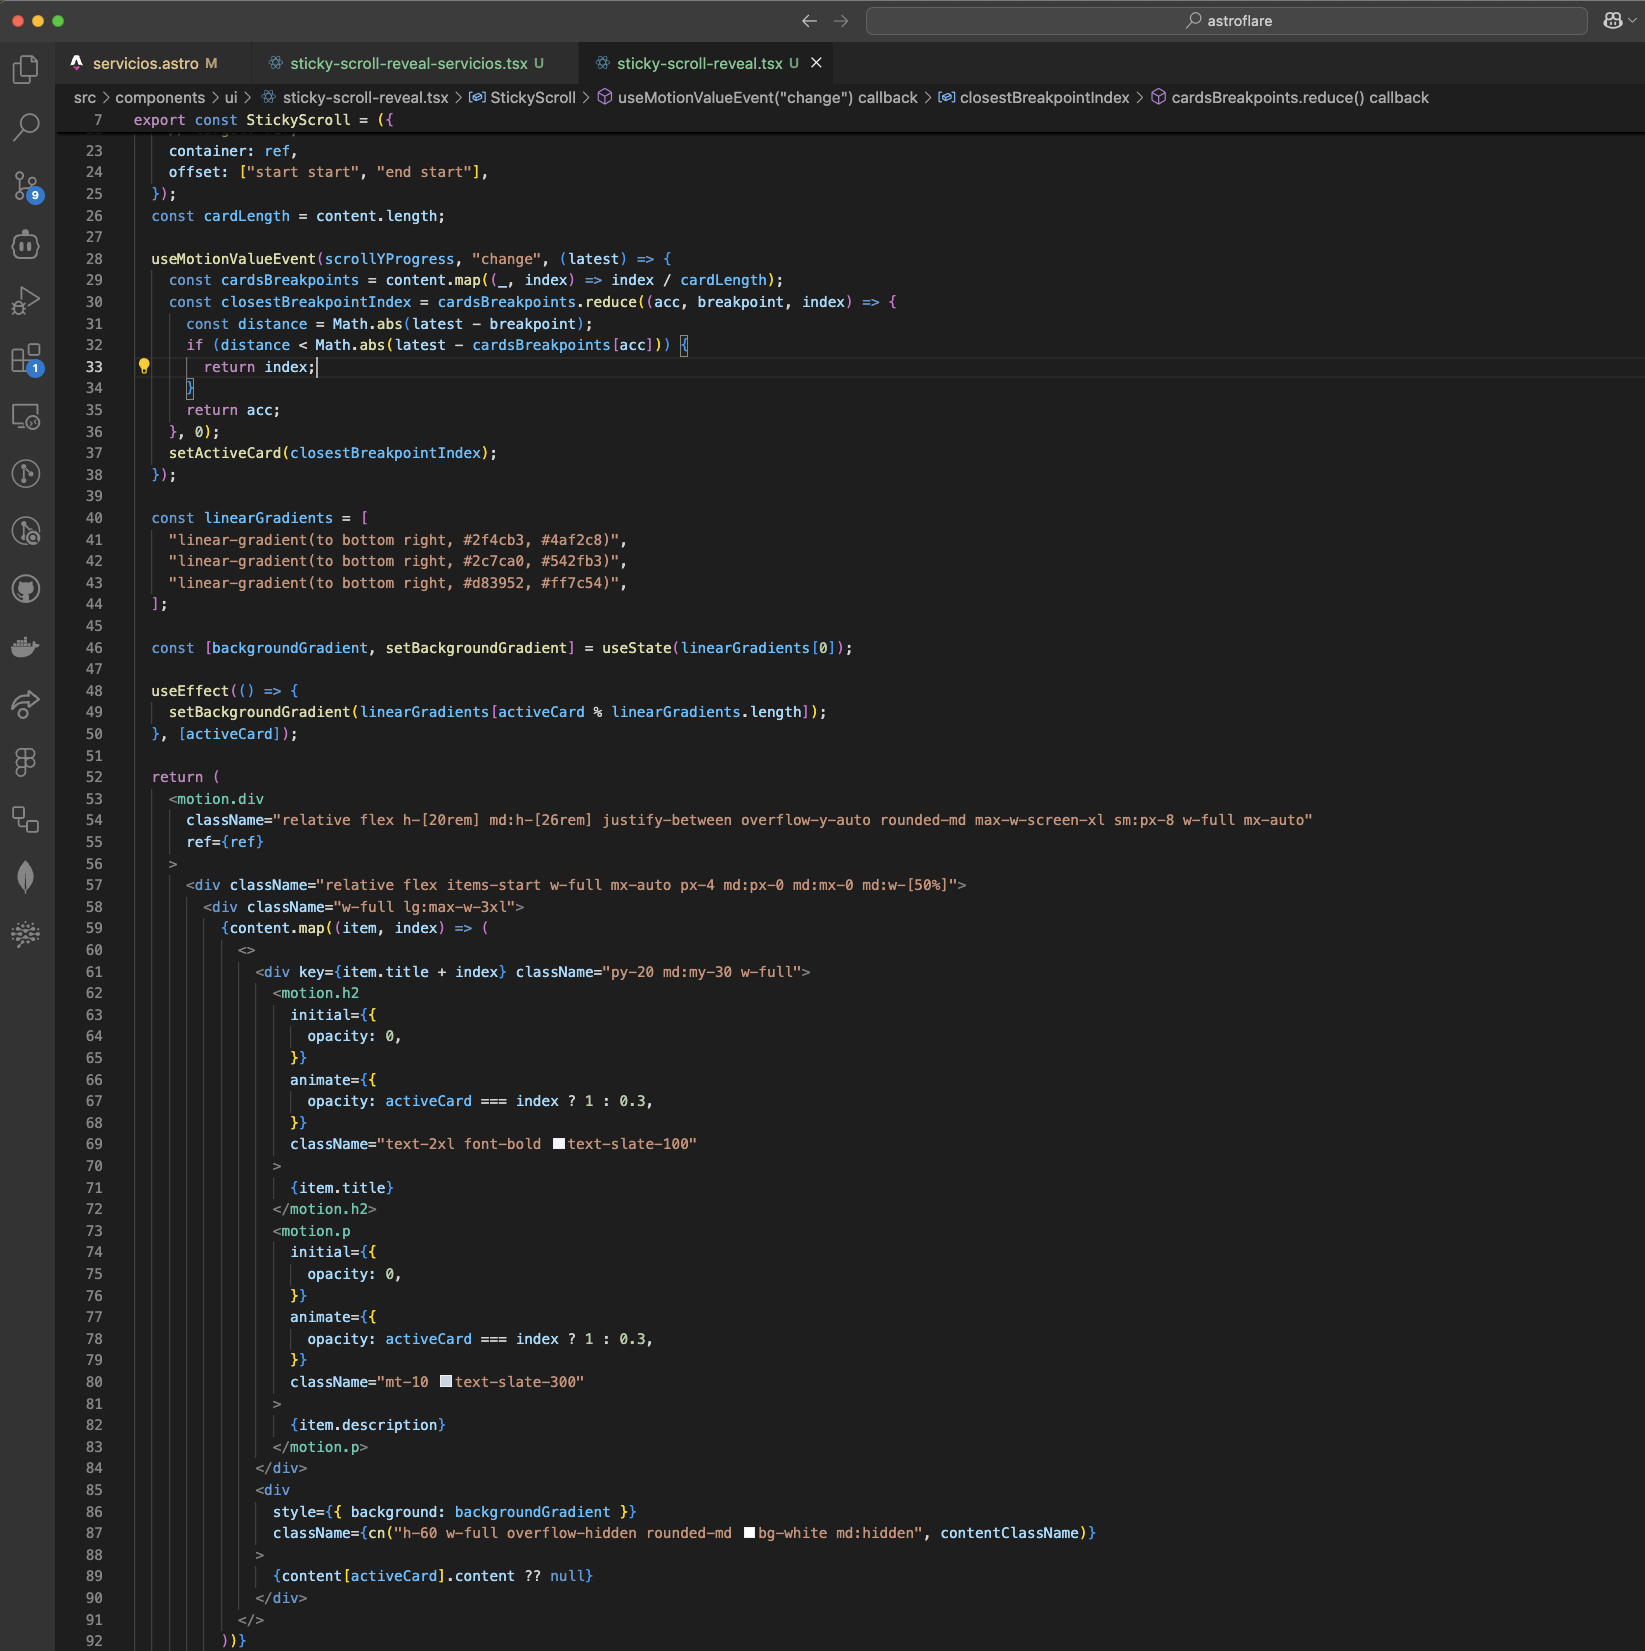 astroflare
servicios.astro M
sticky-scroll-reveal-servicios.tsx U
sticky-scroll-reveal.tsx U
src > components > ui > sticky-scroll-reveal.tsx > StickyScroll > useMotionValueEvent("change") callback > closestBreakpointIndex > cardsBreakpoints.reduce() callback
7 export const StickyScroll = ({
23 container: ref,
24 offset: ["start start", "end start"],
25 });
26 const cardLength = content.length;
27
28 useMotionValueEvent(scrollYProgress, "change", (latest) => {
29 const cardsBreakpoints = content.map((_, index) => index / cardLength);
30 const closestBreakpointIndex = cardsBreakpoints.reduce((acc, breakpoint, index) => {
31 const distance = Math.abs(latest - breakpoint);
32 if (distance < Math.abs(latest - cardsBreakpoints[acc])) {
33 return index;
34 }
35 return acc;
36 }, 0);
37 setActiveCard(closestBreakpointIndex);
38 });
39
40 const linearGradients = [
41 "linear-gradient(to bottom right, #2f4cb3, #4af2c8)",
42 "linear-gradient(to bottom right, #2c7ca0, #542fb3)",
43 "linear-gradient(to bottom right, #d83952, #ff7c54)",
44 ];
45
46 const [backgroundGradient, setBackgroundGradient] = useState(linearGradients[0]);
47
48 useEffect(() => {
49 setBackgroundGradient(linearGradients[activeCard % linearGradients.length]);
50 }, [activeCard]);
51
52 return (
53 <motion.div
54 className="relative flex h-[20rem] md:h-[26rem] justify-between overflow-y-auto rounded-md max-w-screen-xl sm:px-8 w-full mx-auto"
55 ref={ref}
56 >
57 <div className="relative flex items-start w-full mx-auto px-4 md:px-0 md:mx-0 md:w-[50%]">
58 <div className="w-full lg:max-w-3xl">
59 {content.map((item, index) => (
60 <>
61 <div key={item.title + index} className="py-20 md:my-30 w-full">
62 <motion.h2
63 initial={{
64 opacity: 0,
65 }}
66 animate={{
67 opacity: activeCard === index ? 1 : 0.3,
68 }}
69 className="text-2xl font-bold text-slate-100"
70 >
71 {item.title}
72 </motion.h2>
73 <motion.p
74 initial={{
75 opacity: 0,
76 }}
77 animate={{
78 opacity: activeCard === index ? 1 : 0.3,
79 }}
80 className="mt-10 text-slate-300"
81 >
82 {item.description}
83 </motion.p>
84 </div>
85 <div
86 style={{ background: backgroundGradient }}
87 className={cn("h-60 w-full overflow-hidden rounded-md bg-white md:hidden", contentClassName)}
88 >
89 {content[activeCard].content ?? null}
90 </div>
91 </>
92 ))}
9
1